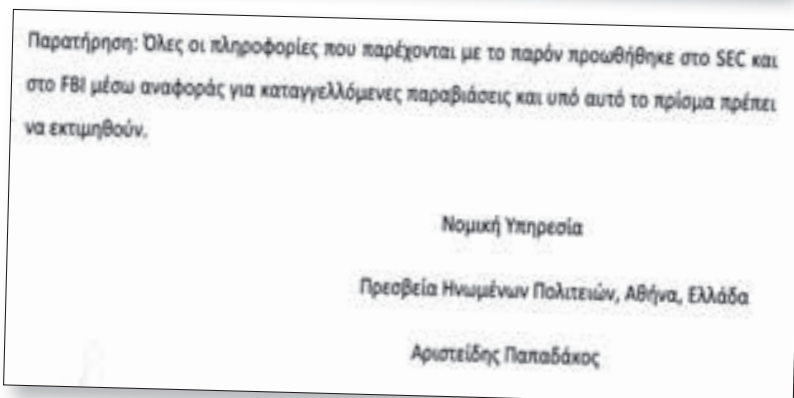 Παρατήρηση: Όλες οι πληροφορίες που παρέχονται με το παρόν προωθήθηκε στο SEC και
στο FBI μέσω αναφοράς για καταγγελλόμενες παραβιάσεις και υπό αυτό το πρίσμα πρέπει
να εκτιμηθούν.
Νομική Υπηρεσία
Πρεσβεία Ηνωμένων Πολιτειών, Αθήνα, Ελλάδα
Αριστείδης Παπαδάκος